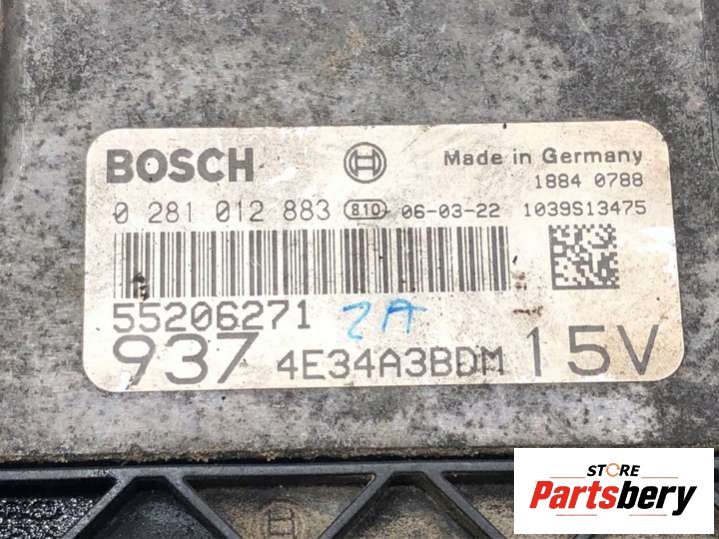 BOSCH Made in Germany
1884 0788
0 281 012 883 810 06-03-22 1039S13475
55206271 2A
937 4E34A3BDM 15V
STORE
Partsbery